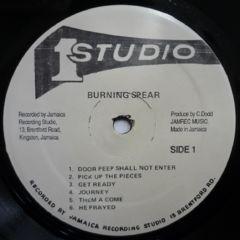 1 STUDIO
BURNING SPEAR
Recorded by Jamaica
Recording Studio,
13, Brentford Road,
Kingston, Jamaica
Produce by C.Dodd
JAMREC MUSIC
Made in Jamaica
SIDE 1
1 DOOR PEEP SHALL NOT ENTER
2 PICK UP THE PIECES
3 GET READY
4 JOURNEY
5 THEM A COME
6 HE PRAYED
MFD. BY JAMAICA RECORDING STUDIO 13 BRENTFORD RD.